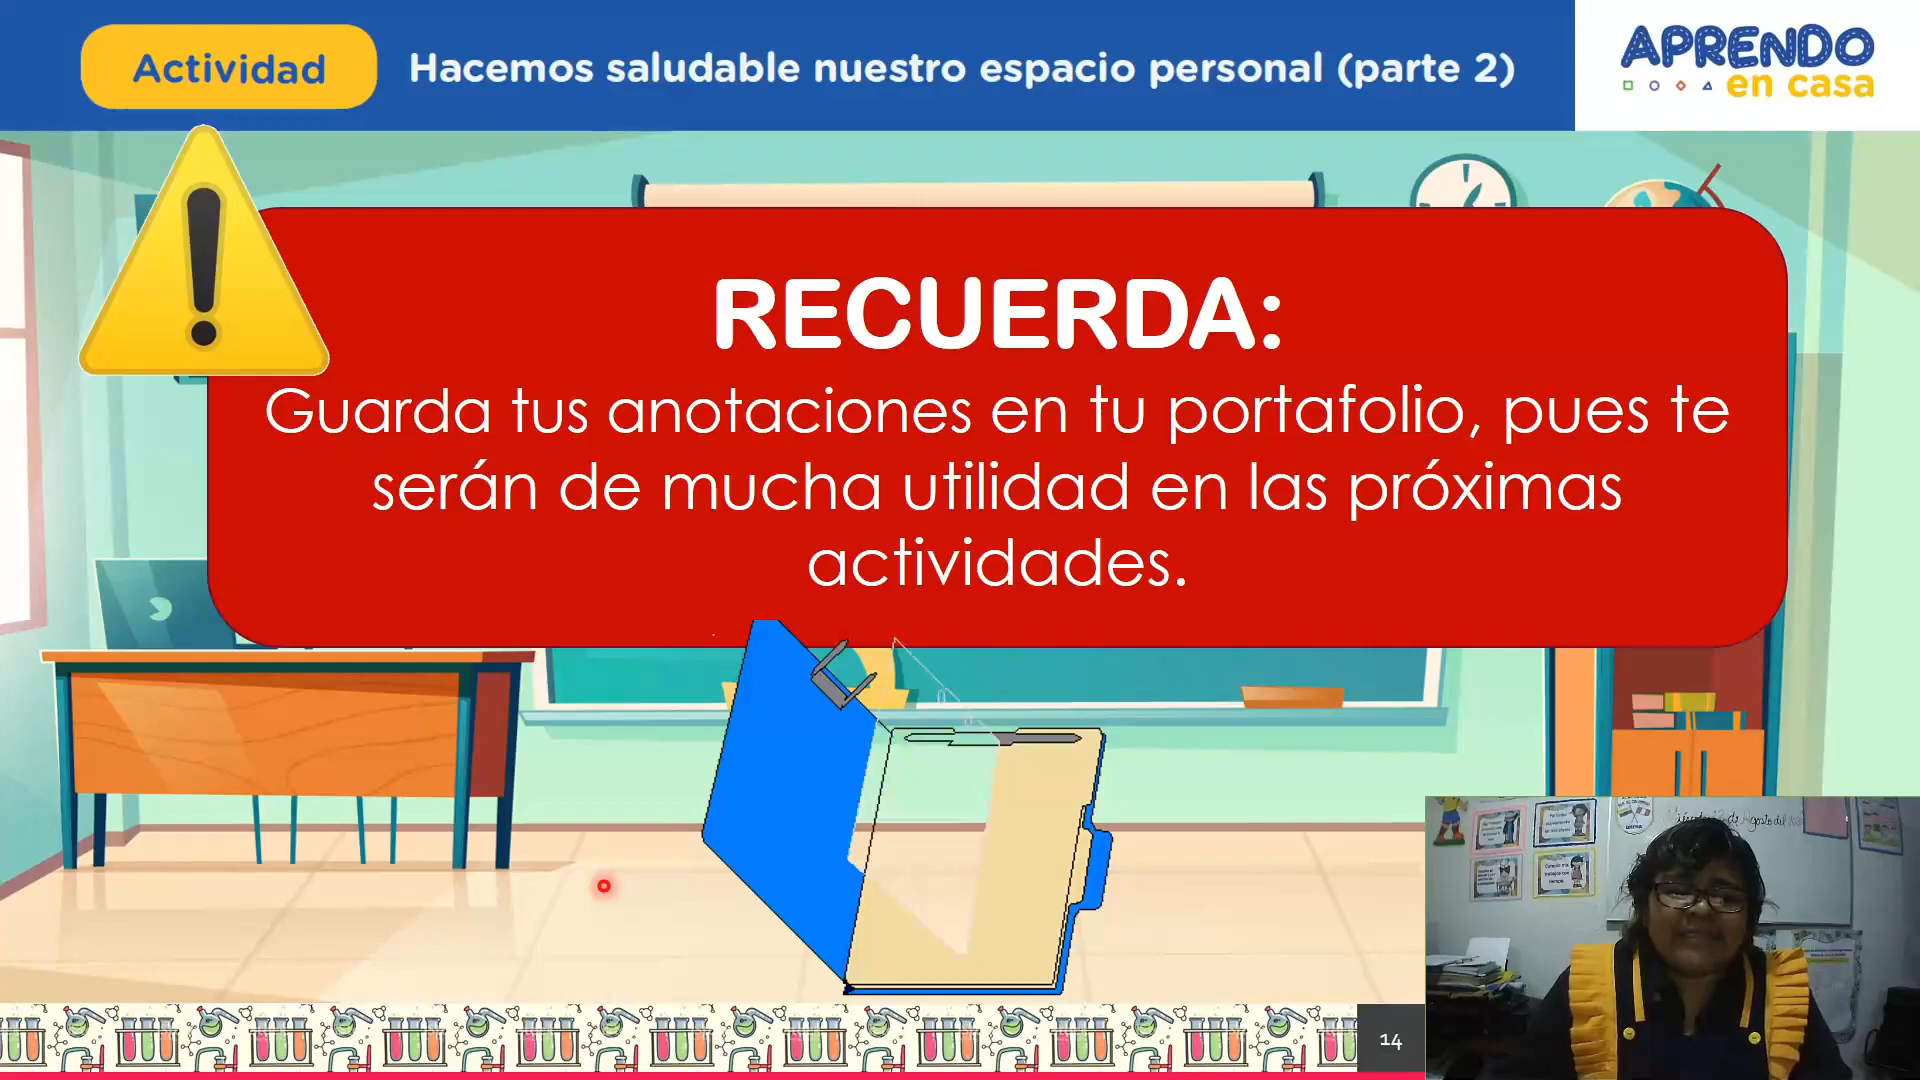 Actividad
Hacemos saludable nuestro espacio personal (parte 2)
APRENDO
en casa
RECUERDA:
Guarda tus anotaciones en tu portafolio, pues te
serán de mucha utilidad en las próximas
actividades.
14